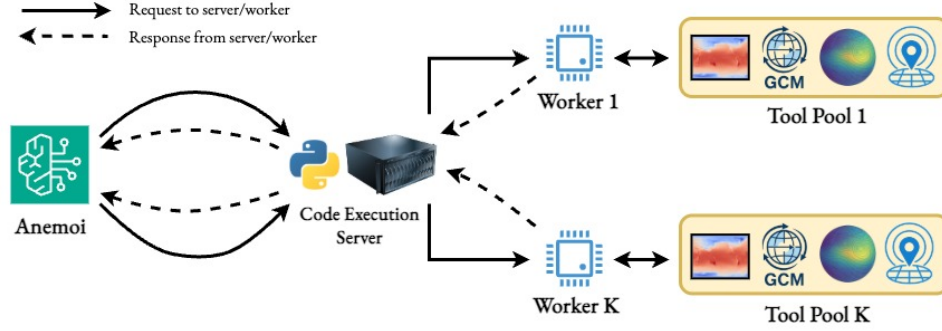 Request to server/worker
Response from server/worker
Worker 1
GCM
Tool Pool 1
Anemoi
Code Execution
Server
Worker K
GCM
Tool Pool K